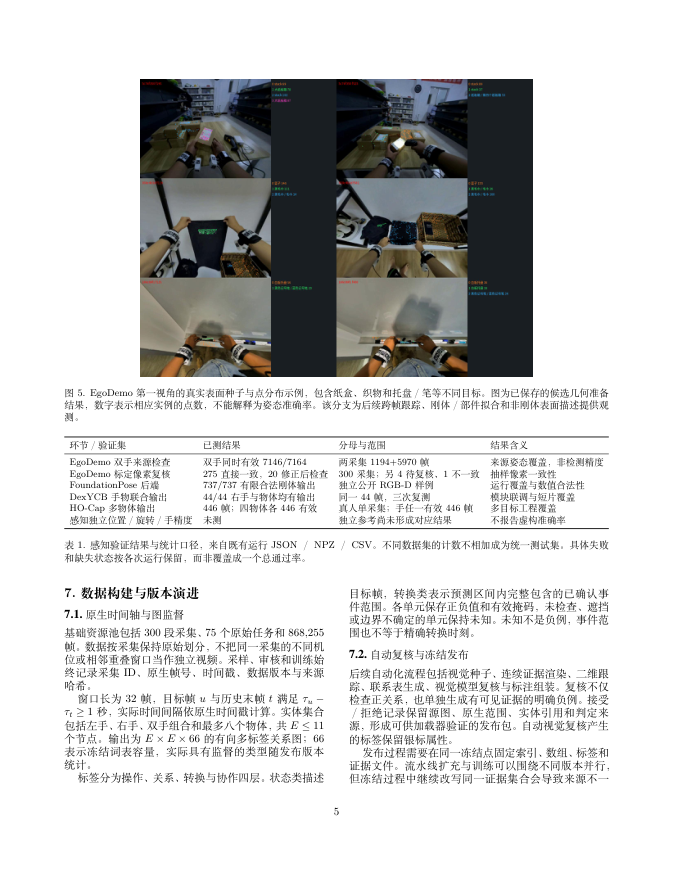 图 5. EgoDemo 第一视角的真实表面种子与点分布示例，包含纸盒、织物和托盘 / 笔等不同目标。图为已保存的候选几何准备
结果，数字表示相应实例的点数，不能解释为姿态准确率。该分支为后续跨帧跟踪、刚体 / 部件拟合和非刚体表面描述提供观
测。
环节 / 验证集 已测结果 分母与范围 结果含义
EgoDemo 双手来源检查 双手同时有效 7146/7164 两采集 1194+5970 帧 来源姿态覆盖，非检测精度
EgoDemo 标定像素复核 275 直接一致，20 修正后检查 300 采集；另 4 待复核、1 不一致 抽样像素一致性
FoundationPose 后端 737/737 有限合法刚体输出 独立公开 RGB-D 样例 运行覆盖与数值合法性
DexYCB 手物联合输出 44/44 右手与物体均有输出 同一 44 帧，三次复测 模块联调与短片覆盖
HO-Cap 多物体输出 446 帧；四物体各 446 有效 真人单采集；手任一有效 446 帧 多目标工程覆盖
感知独立位置 / 旋转 / 手精度 未测 独立参考尚未形成对应结果 不报告虚构准确率
表 1. 感知验证结果与统计口径，来自既有运行 JSON / NPZ / CSV。不同数据集的计数不相加成为统一测试集。具体失败
和缺失状态按各次运行保留，而非覆盖成一个总通过率。
7. 数据构建与版本演进
7.1. 原生时间轴与图监督
基础资源池包括 300 段采集、75 个原始任务和 868,255
帧。数据按采集保持原始划分，不把同一采集的不同机
位或相邻重叠窗口当作独立视频。采样、审核和训练始
终记录采集 ID、原生帧号、时间戳、数据版本与来源
哈希。
窗口长为 32 帧，目标帧 u 与历史末帧 t 满足 τu −
τt ≥ 1 秒，实际时间间隔依原生时间戳计算。实体集合
包括左手、右手、双手组合和最多八个物体，共 E ≤ 11
个节点。输出为 E × E × 66 的有向多标签关系图；66
表示冻结词表容量，实际具有监督的类型随发布版本
统计。
标签分为操作、关系、转换与协作四层。状态类描述
目标帧，转换类表示预测区间内完整包含的已确认事
件范围。各单元保存正负值和有效掩码，未检查、遮挡
或边界不确定的单元保持未知。未知不是负例，事件范
围也不等于精确转换时刻。
7.2. 自动复核与冻结发布
后续自动化流程包括视觉种子、连续证据渲染、二维跟
踪、联系表生成、视觉模型复核与标注组装。复核不仅
检查正关系，也单独生成有可见证据的明确负例。接受
/ 拒绝记录保留源图、原生范围、实体引用和判定来
源，形成可供加载器验证的发布包。自动视觉复核产生
的标签保留银标属性。
发布过程需要在同一冻结点固定索引、数组、标签和
证据文件。流水线扩充与训练可以围绕不同版本并行，
但冻结过程中继续改写同一证据集合会导致来源不一
5